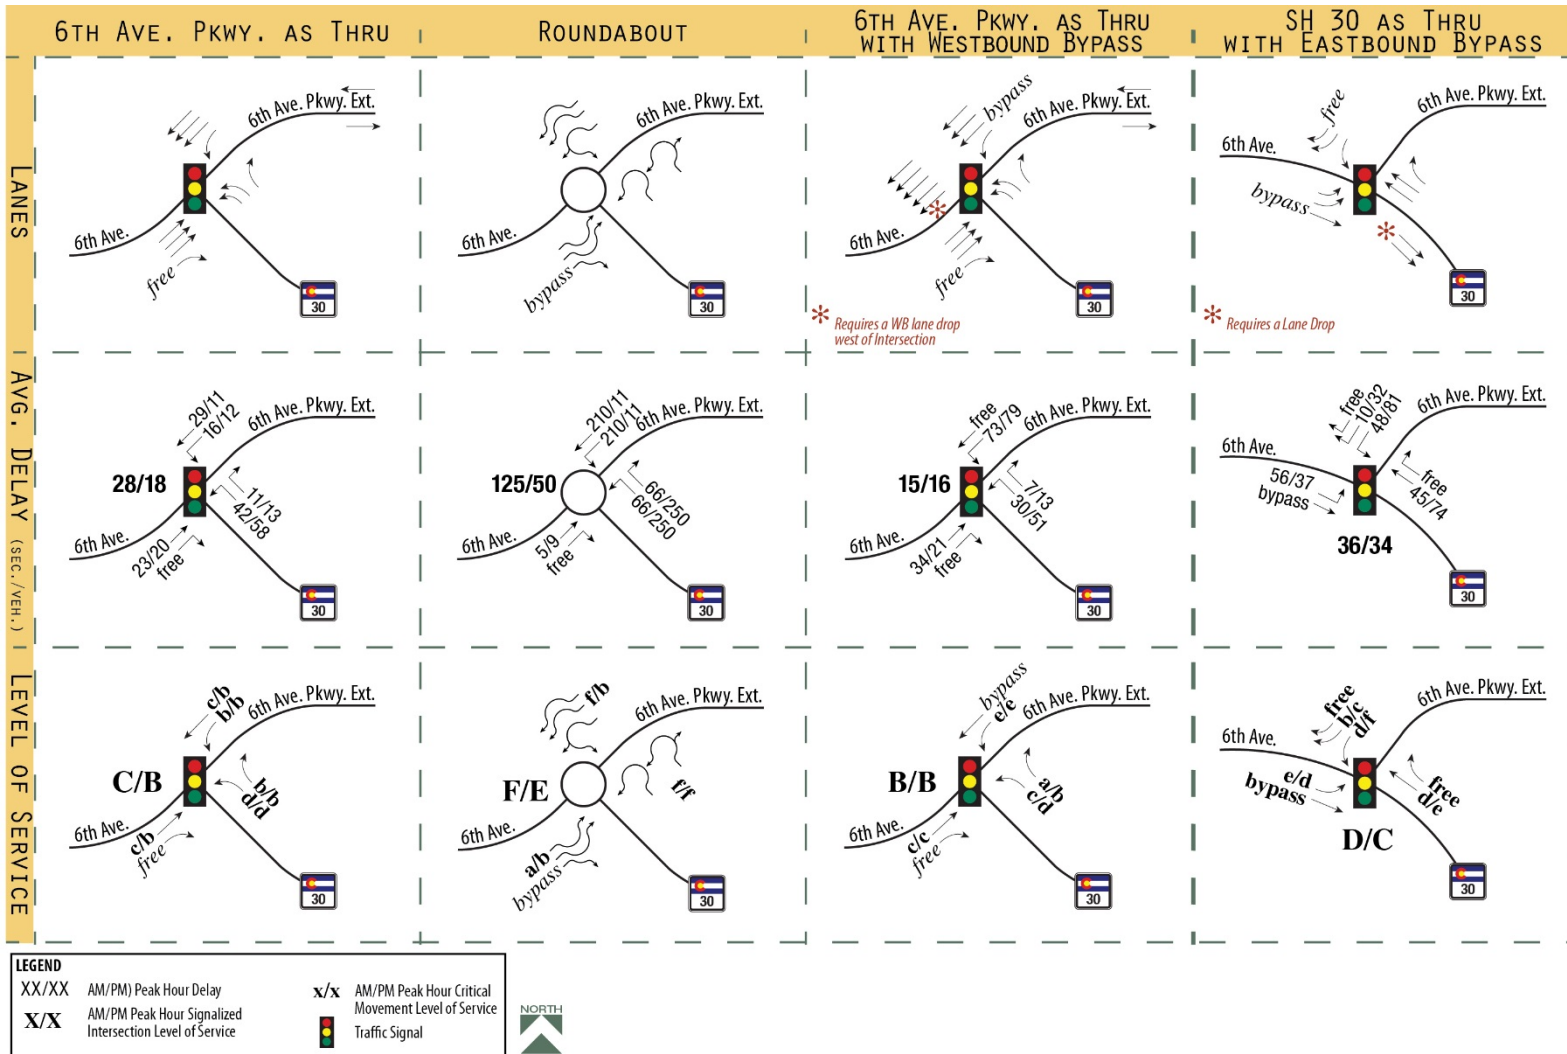 6TH AVE. PKWY. AS THRU
ROUNDABOUT
6TH AVE. PKWY. AS THRU
WITH WESTBOUND BYPASS
SH 30 AS THRU
WITH EASTBOUND BYPASS
LANES
6th Ave. Pkwy. Ext.
6th Ave.
free
30
6th Ave. Pkwy. Ext.
6th Ave.
bypass
30
bypass
6th Ave. Pkwy. Ext.
*
6th Ave.
free
30
* Requires a WB lane drop
west of Intersection
free
6th Ave. Pkwy. Ext.
6th Ave.
bypass
*
30
* Requires a Lane Drop
AVG. DELAY (SEC./VEH.)
29/11
16/12
6th Ave. Pkwy. Ext.
28/18
11/13
42/58
6th Ave.
23/20
free
30
210/11
210/11
6th Ave. Pkwy. Ext.
125/50
66/250
66/250
6th Ave.
5/9
free
30
free
73/79
6th Ave. Pkwy. Ext.
15/16
7/13
30/51
6th Ave.
34/21
free
30
free
10/32
48/81
6th Ave. Pkwy. Ext.
6th Ave.
56/37
bypass
free
45/74
36/34
30
LEVEL OF SERVICE
c/b
b/b
6th Ave. Pkwy. Ext.
C/B
b/b
d/d
6th Ave.
c/b
free
30
f/b
6th Ave. Pkwy. Ext.
F/E
f/f
6th Ave.
a/b
bypass
30
bypass
e/e
6th Ave. Pkwy. Ext.
B/B
a/b
c/d
6th Ave.
c/c
free
30
free
b/c
d/f
6th Ave. Pkwy. Ext.
6th Ave.
e/d
bypass
free
d/e
D/C
30
LEGEND
XX/XX AM/PM) Peak Hour Delay
X/X AM/PM Peak Hour Signalized
Intersection Level of Service
x/x AM/PM Peak Hour Critical
Movement Level of Service
Traffic Signal
NORTH